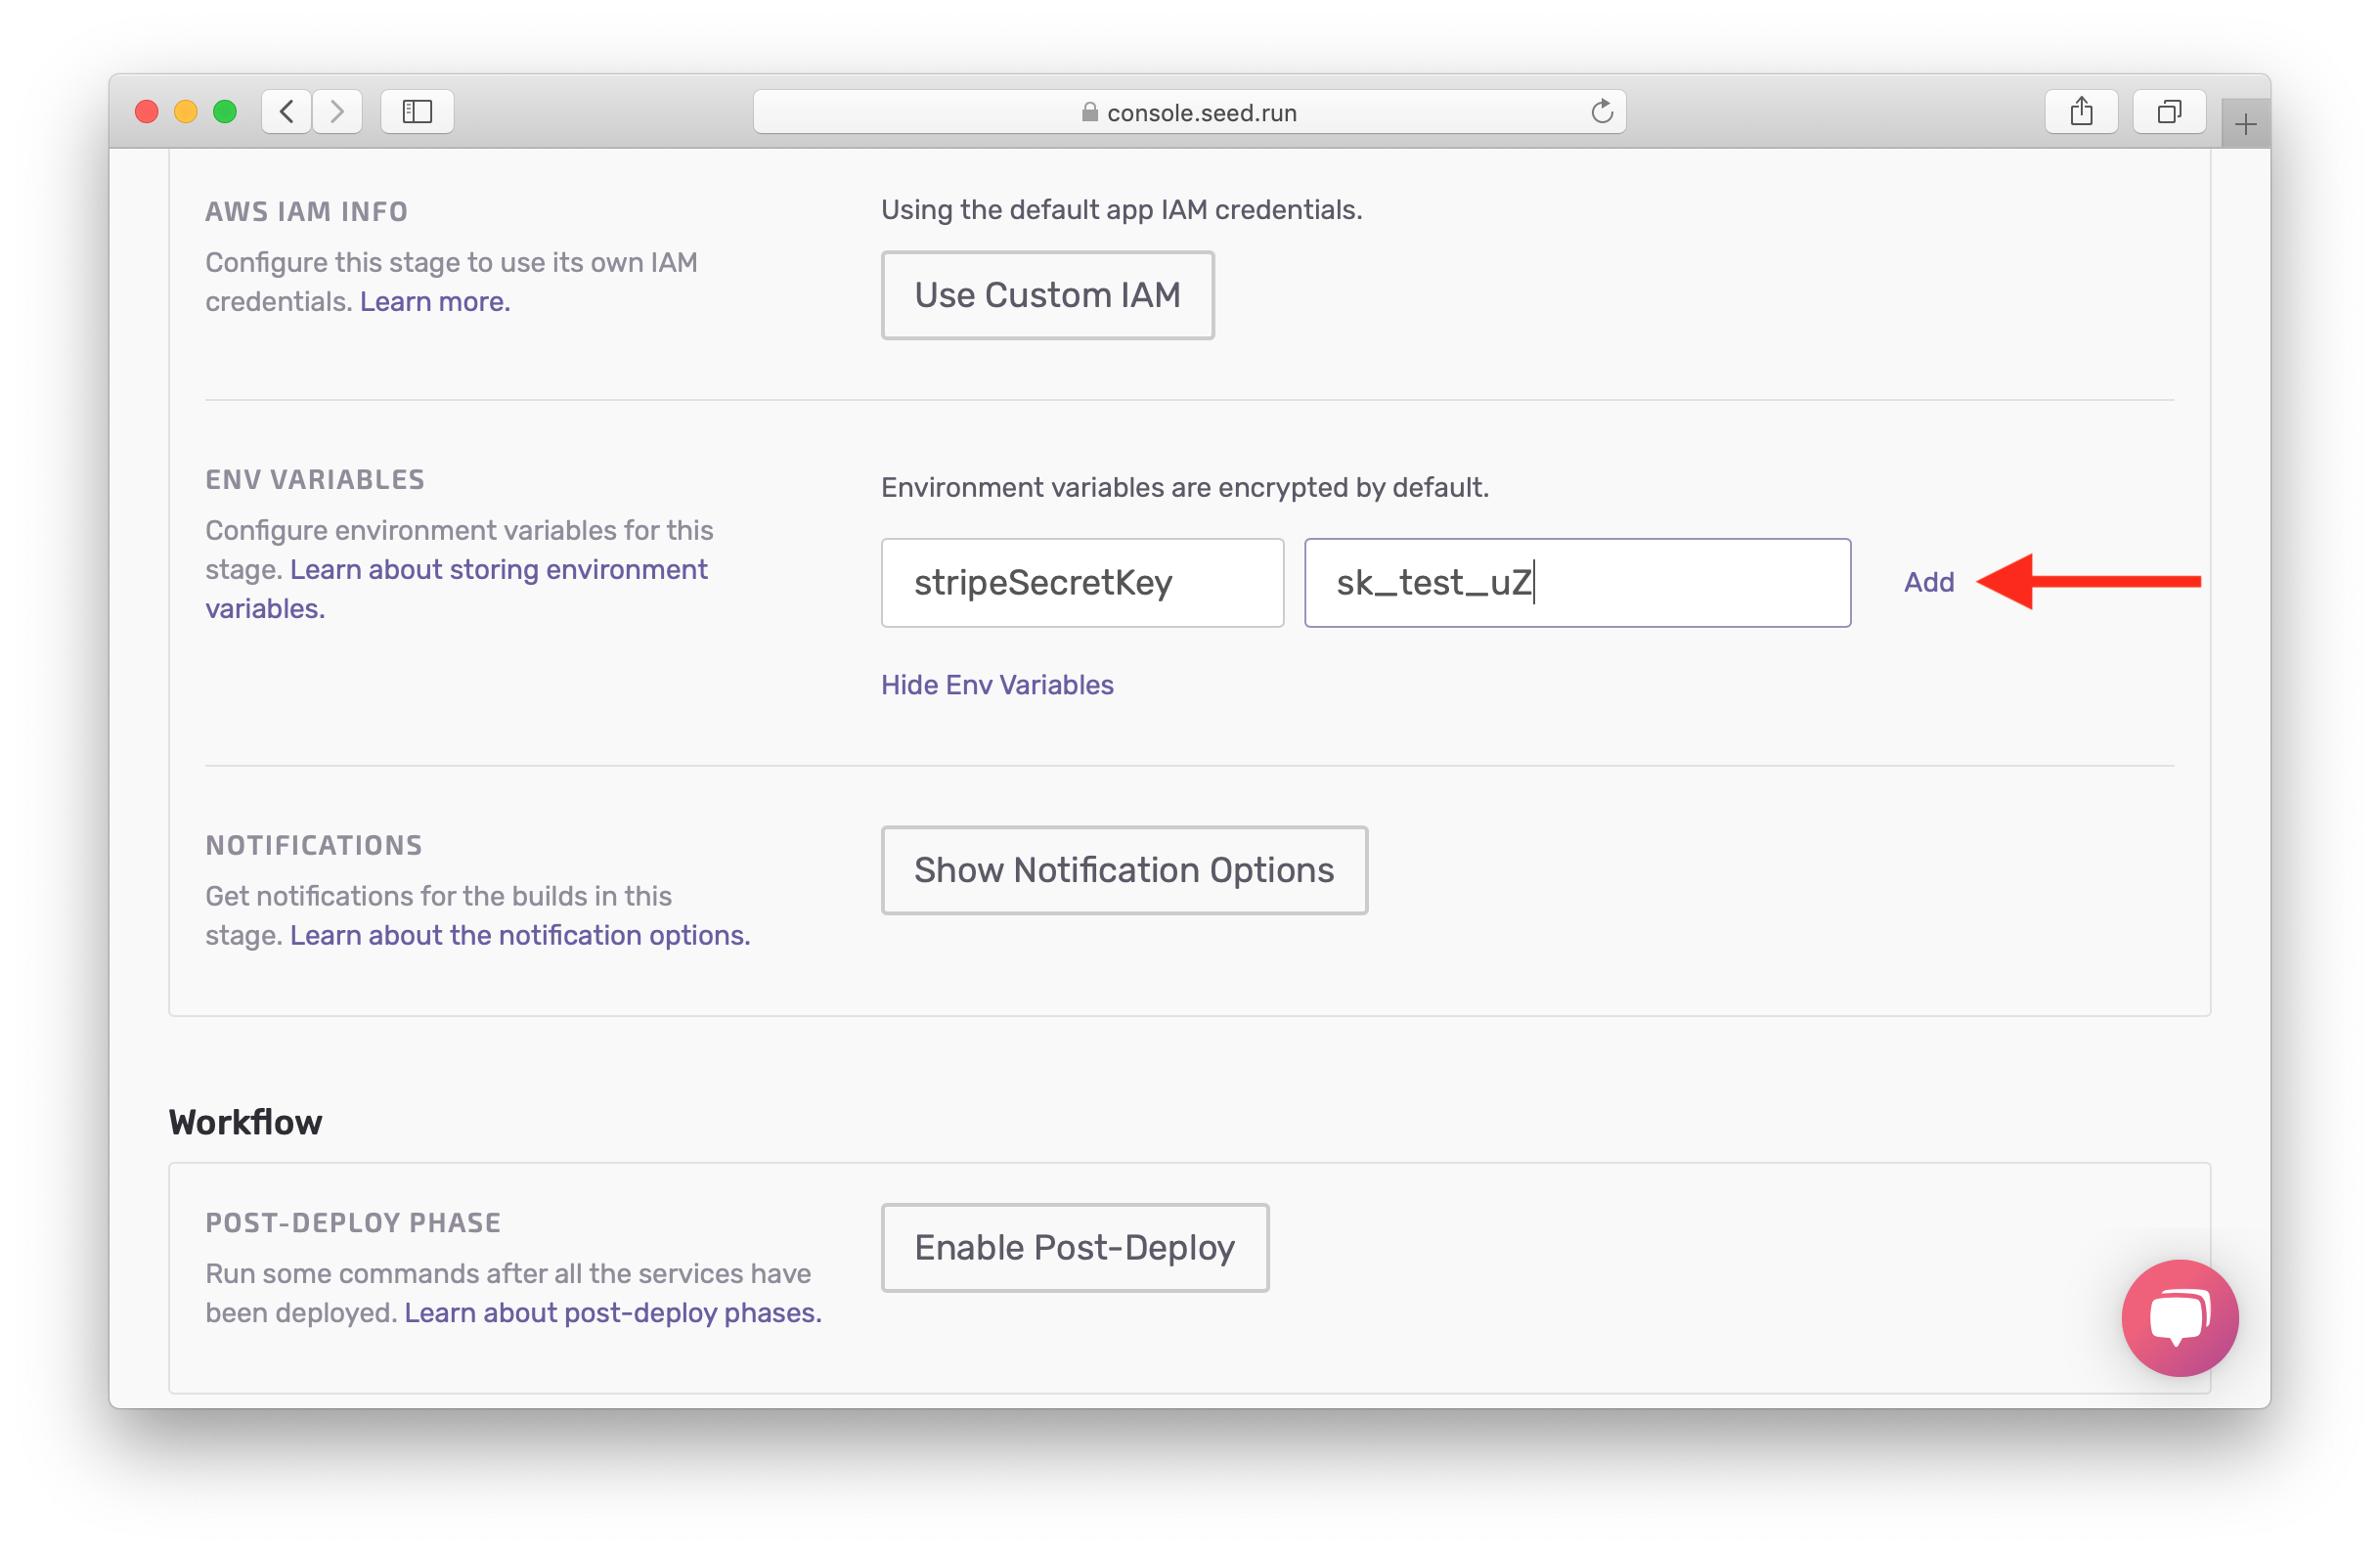 console.seed.run
AWS IAM INFO
Configure this stage to use its own IAM
credentials. Learn more.
Using the default app IAM credentials.
Use Custom IAM
ENV VARIABLES
Configure environment variables for this
stage. Learn about storing environment
variables.
Environment variables are encrypted by default.
stripeSecretKey
sk_test_uZ
Add
Hide Env Variables
NOTIFICATIONS
Get notifications for the builds in this
stage. Learn about the notification options.
Show Notification Options
Workflow
POST-DEPLOY PHASE
Run some commands after all the services have
been deployed. Learn about post-deploy phases.
Enable Post-Deploy